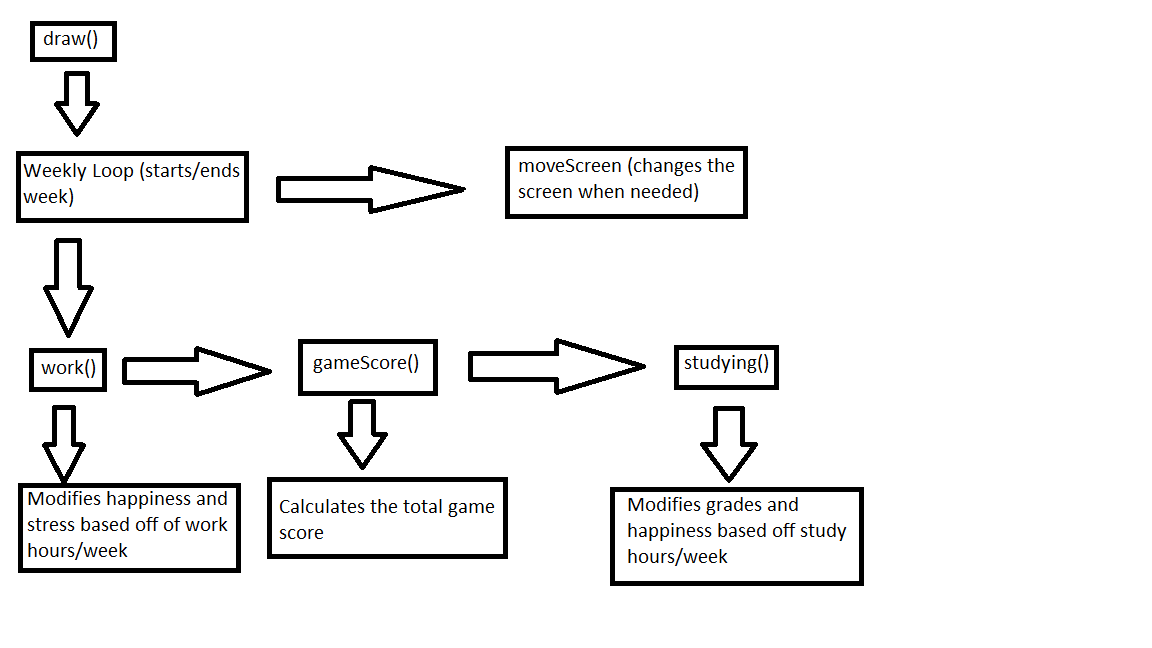 draw()
Weekly Loop (starts/ends
week)
moveScreen (changes the
screen when needed)
work()
gameScore()
studying()
Modifies happiness and
stress based off of work
hours/week
Calculates the total game
score
Modifies grades and
happiness based off study
hours/week